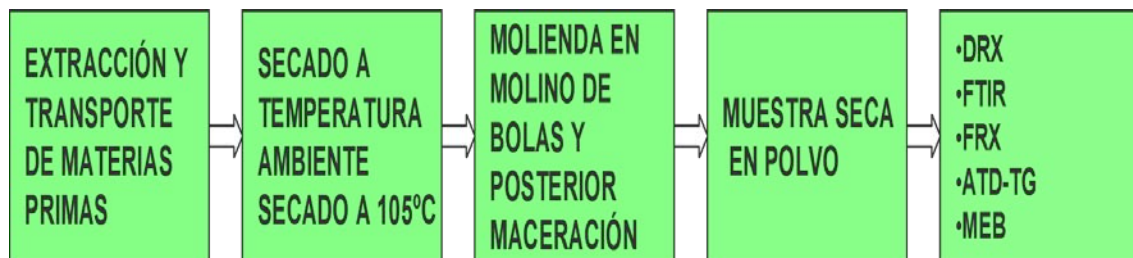 EXTRACCIÓN Y
TRANSPORTE
DE MATERIAS
PRIMAS
SECADO A
TEMPERATURA
AMBIENTE
SECADO A 105ºC
MOLIENDA EN
MOLINO DE
BOLAS Y
POSTERIOR
MACERACIÓN
MUESTRA SECA
EN POLVO
•DRX
•FTIR
•FRX
•ATD-TG
•MEB